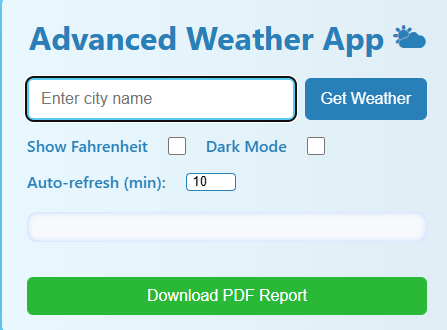 Advanced Weather App
Enter city name
Get Weather
Show Fahrenheit
Dark Mode
Auto-refresh (min):
10
Download PDF Report